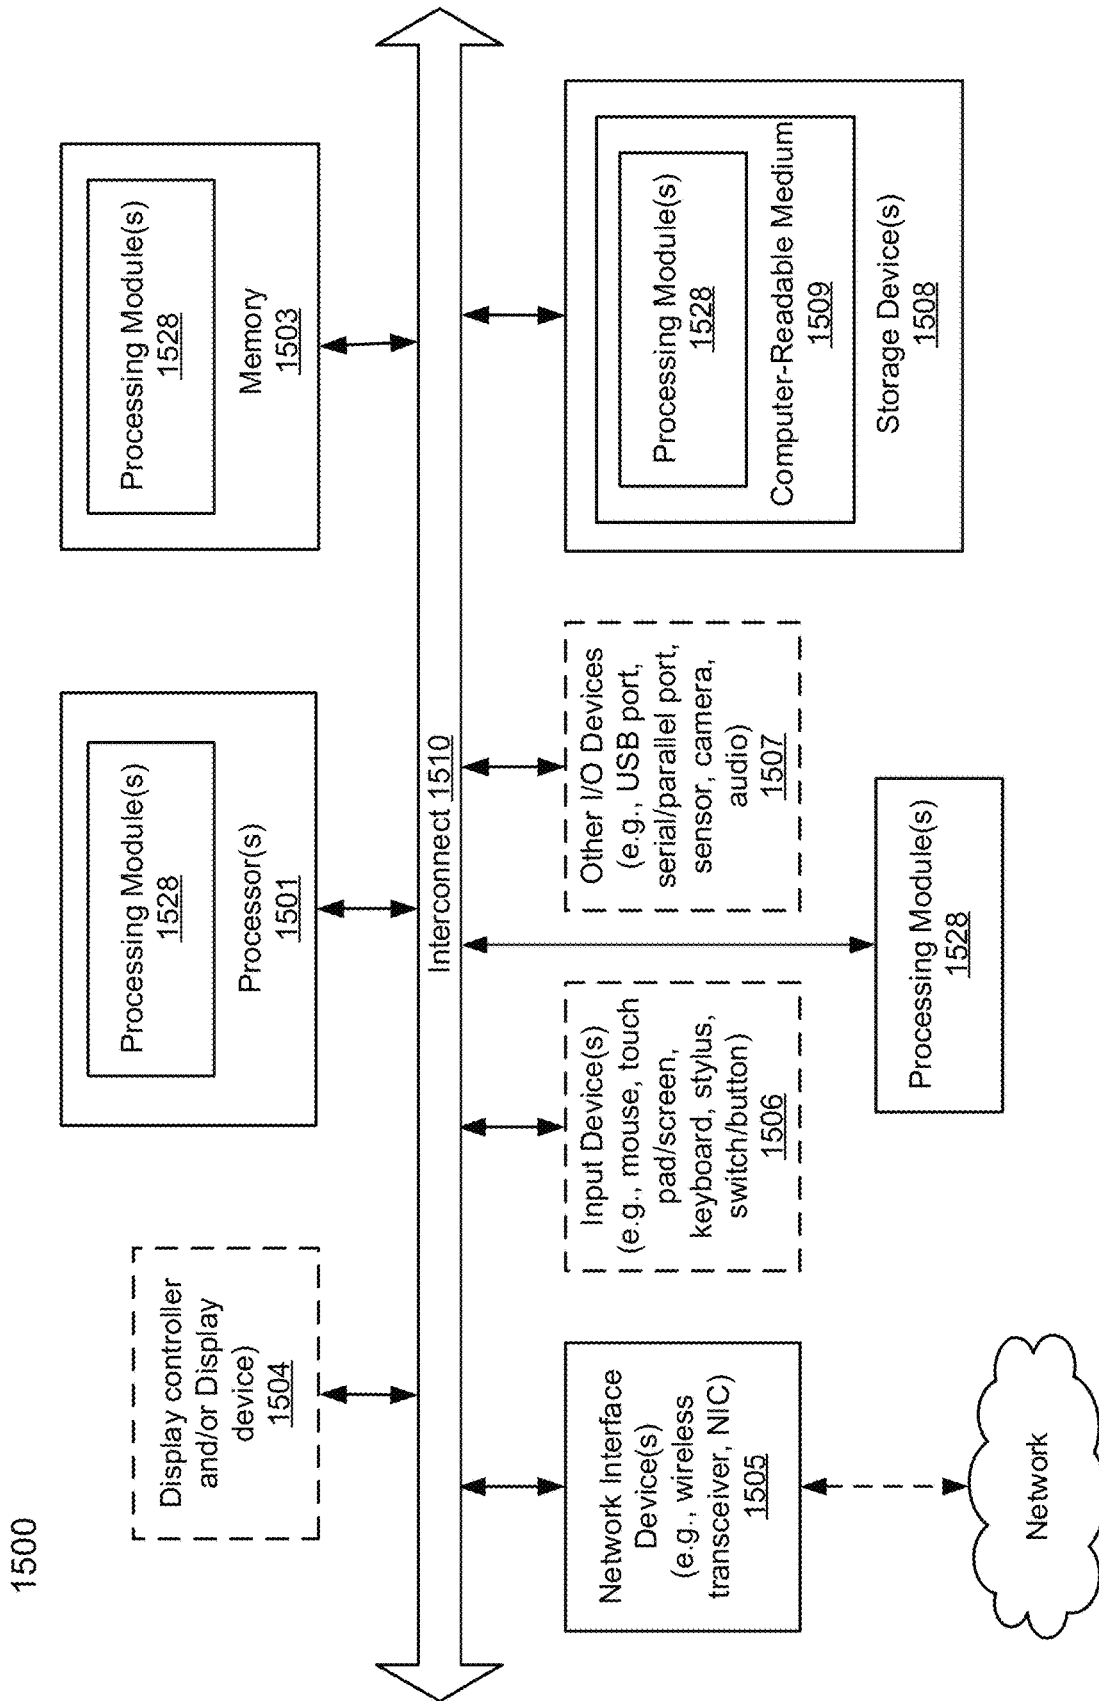 1500
Display controller
and/or Display
device)
1504
Processing Module(s)
1528
Processor(s)
1501
Processing Module(s)
1528
Memory
1503
Interconnect 1510
Network Interface
Device(s)
(e.g., wireless
transceiver, NIC)
1505
Input Device(s)
(e.g., mouse, touch
pad/screen,
keyboard, stylus,
switch/button)
1506
Other I/O Devices
(e.g., USB port,
serial/parallel port,
sensor, camera,
audio)
1507
Processing Module(s)
1528
Computer-Readable Medium
1509
Storage Device(s)
1508
Processing Module(s)
1528
Network